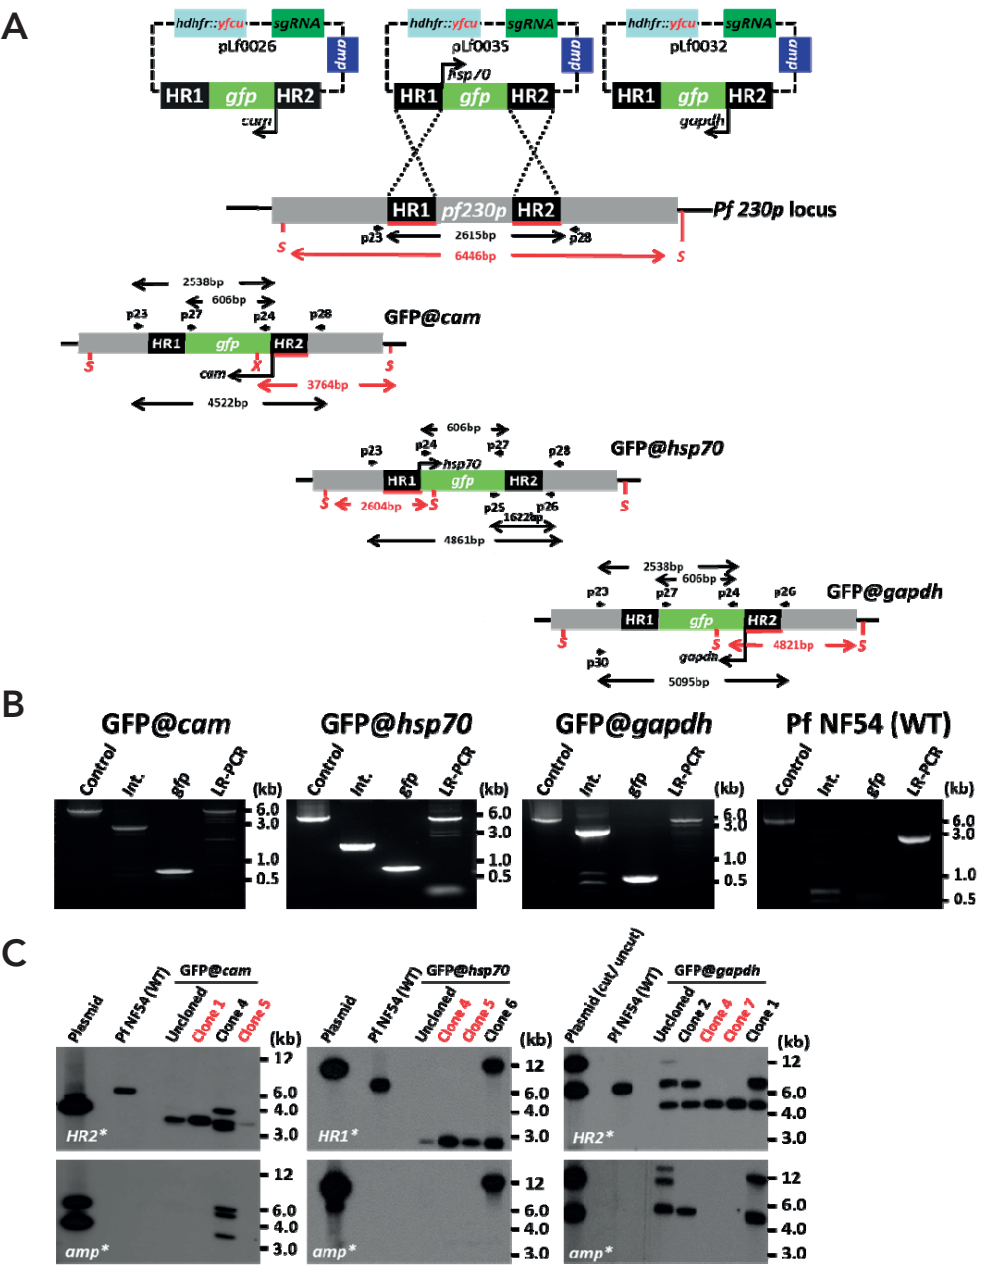 A
hdhfr::yfcu sgRNA
pLf0026
amp
HR1 gfp HR2
cam
hdhfr::yfcu sgRNA
pLf0035
amp
hsp70
HR1 gfp HR2
hdhfr::yfcu sgRNA
pLf0032
amp
HR1 gfp HR2
gapdh
HR1 pf230p HR2
Pf 230p locus
p23 2615bp p28
S 6446bp S
2538bp
606bp
GFP@cam
p23 p27 p24 p28
HR1 gfp HR2
S X S
cam
3764bp
4522bp
606bp
GFP@hsp70
p23 p24 p27 p28
hsp70
HR1 gfp HR2
S 2604bp S S
p25 p26
1622bp
4861bp
2538bp
606bp
GFP@gapdh
p23 p27 p24 p26
HR1 gfp HR2
S S 4821bp S
gapdh
p30
5095bp
B
GFP@cam
Control Int. gfp LR-PCR
(kb)
6.0
3.0
1.0
0.5
GFP@hsp70
Control Int. gfp LR-PCR
(kb)
6.0
3.0
1.0
0.5
GFP@gapdh
Control Int. gfp LR-PCR
(kb)
6.0
3.0
1.0
0.5
Pf NF54 (WT)
Control Int. gfp LR-PCR
(kb)
6.0
3.0
1.0
0.5
C
GFP@cam
Plasmid Pf NF54 (WT) Uncloned Clone 1 Clone 4 Clone 5
(kb)
12
6.0
4.0
3.0
HR2*
12
6.0
4.0
3.0
amp*
GFP@hsp70
Plasmid Pf NF54 (WT) Uncloned Clone 4 Clone 5 Clone 6
(kb)
12
6.0
3.0
HR1*
12
6.0
4.0
3.0
amp*
GFP@gapdh
Plasmid (cut/ uncut) Pf NF54 (WT) Uncloned Clone 2 Clone 4 Clone 7 Clone 1
(kb)
12
6.0
4.0
3.0
HR2*
12
6.0
4.0
3.0
amp*